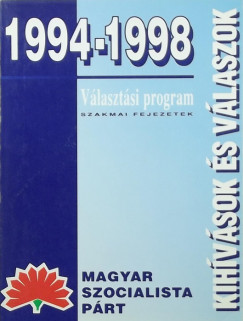 1994-1998
Választási program
SZAKMAI FEJEZETEK
KIHÍVÁSOK ÉS VÁLASZOK
MAGYAR
SZOCIALISTA
PÁRT